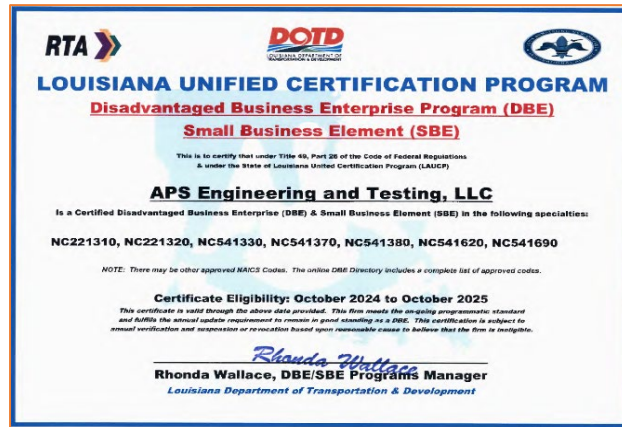 RTA
DOTD
LOUISIANA DEPARTMENT OF
TRANSPORTATION & DEVELOPMENT
LOUISIANA UNIFIED CERTIFICATION PROGRAM
Disadvantaged Business Enterprise Program (DBE)
Small Business Element (SBE)
This is to certify that under Title 49, Part 26 of the Code of Federal Regulations
& under the State of Louisiana United Certification Program (LAUCP)
APS Engineering and Testing, LLC
Is a Certified Disadvantaged Business Enterprise (DBE) & Small Business Element (SBE) in the following specialties:
NC221310, NC221320, NC541330, NC541370, NC541380, NC541620, NC541690
NOTE: There may be other approved NAICS Codes. The online DBE Directory includes a complete list of approved codes.
Certificate Eligibility: October 2024 to October 2025
This certificate is valid through the above date provided. This firm meets the on-going programmatic standard
and fulfills the annual update requirement to remain in good standing as a DBE. This certification is subject to
annual verification and suspension or revocation based upon reasonable cause to believe that the firm is ineligible.
Rhonda Wallace
Rhonda Wallace, DBE/SBE Programs Manager
Louisiana Department of Transportation & Development